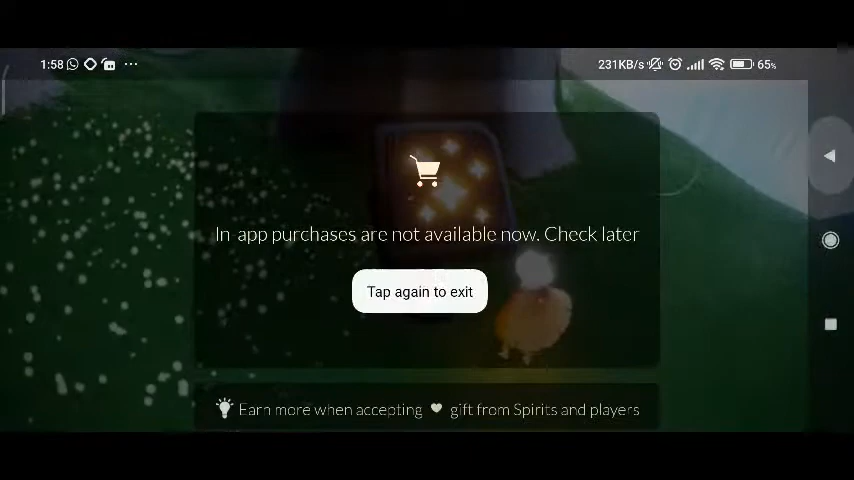 1:58 231KB/s 65%
In-app purchases are not available now. Check later
Tap again to exit
Earn more when accepting gift from Spirits and players